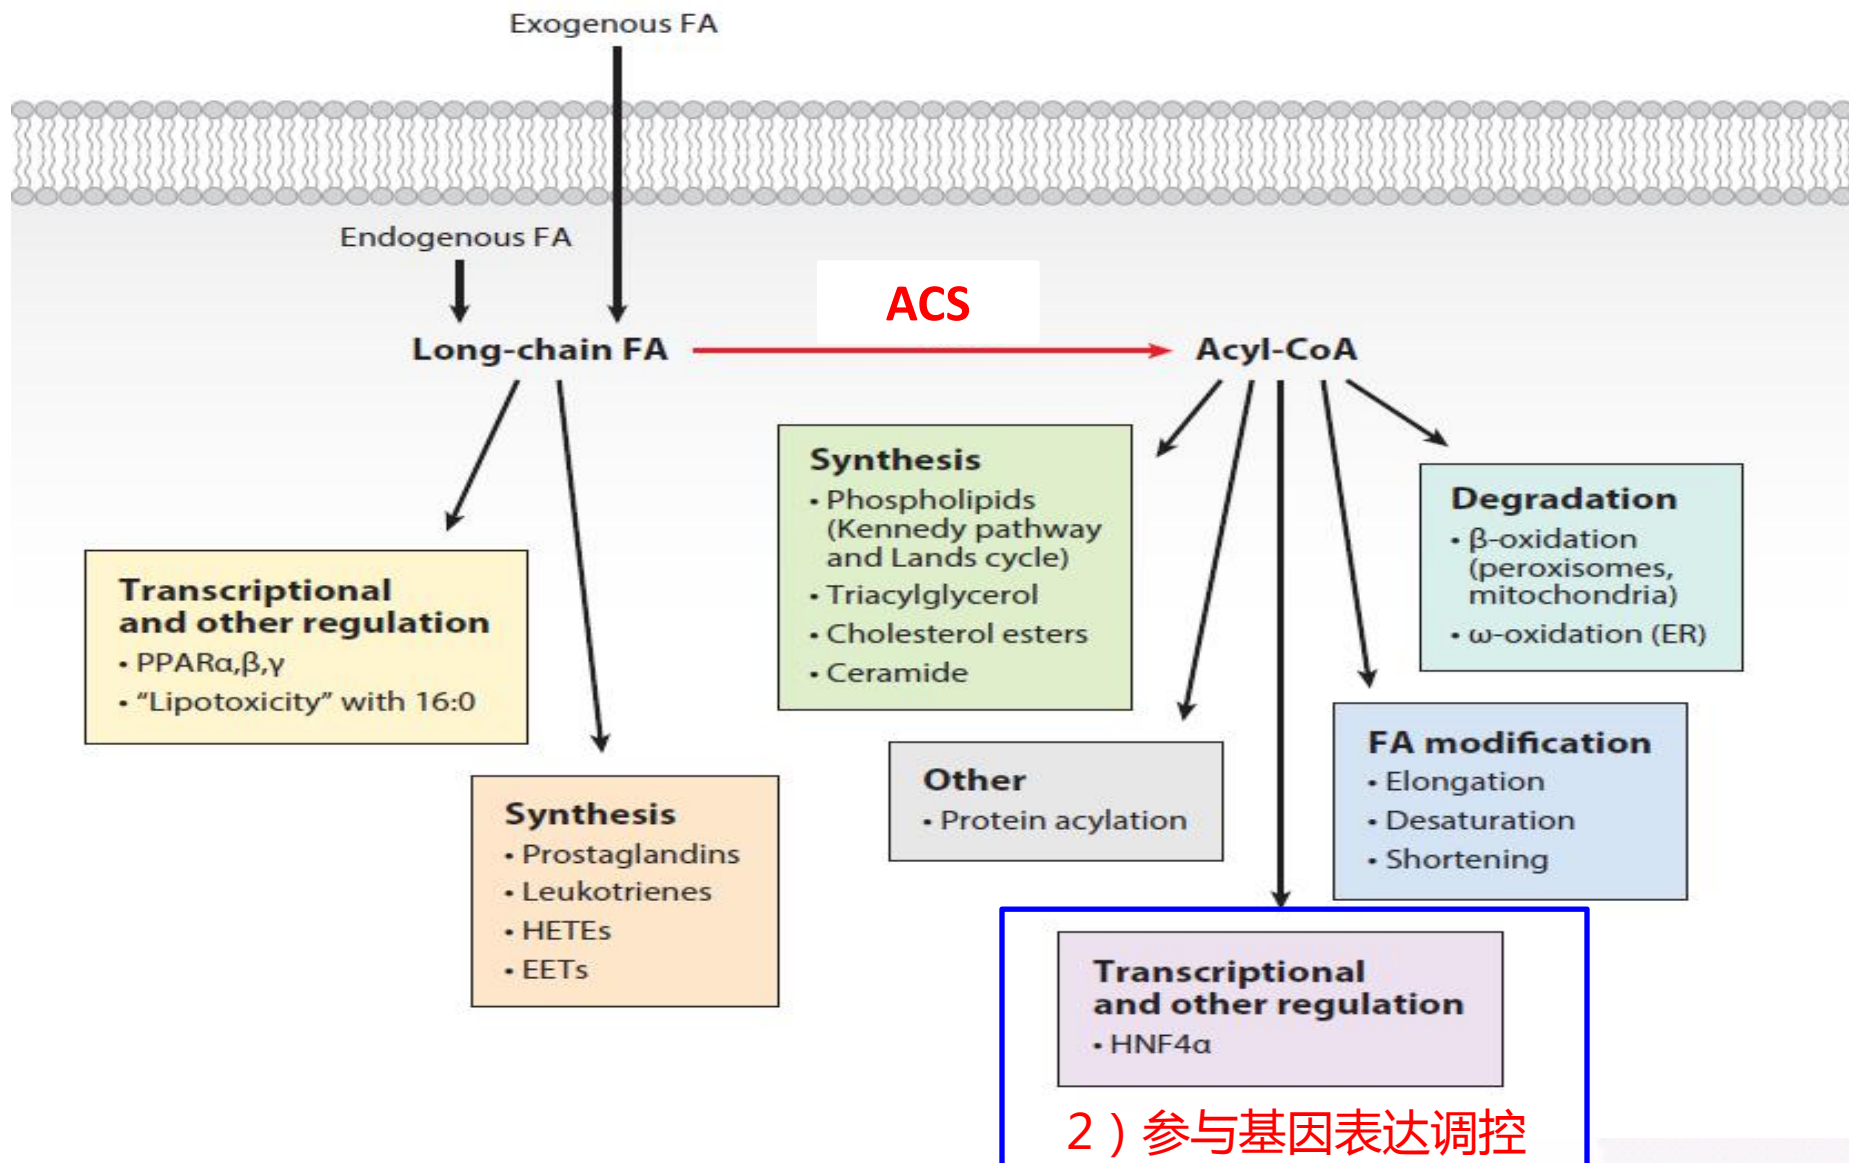 Exogenous FA
Endogenous FA
ACS
Long-chain FA
Acyl-CoA
Synthesis
• Phospholipids
(Kennedy pathway
and Lands cycle)
• Triacylglycerol
• Cholesterol esters
• Ceramide
Degradation
• β-oxidation
(peroxisomes,
mitochondria)
• ω-oxidation (ER)
Transcriptional
and other regulation
• PPARα,β,γ
• “Lipotoxicity” with 16:0
Synthesis
• Prostaglandins
• Leukotrienes
• HETEs
• EETs
Other
• Protein acylation
FA modification
• Elongation
• Desaturation
• Shortening
Transcriptional
and other regulation
• HNF4α
2）参与基因表达调控